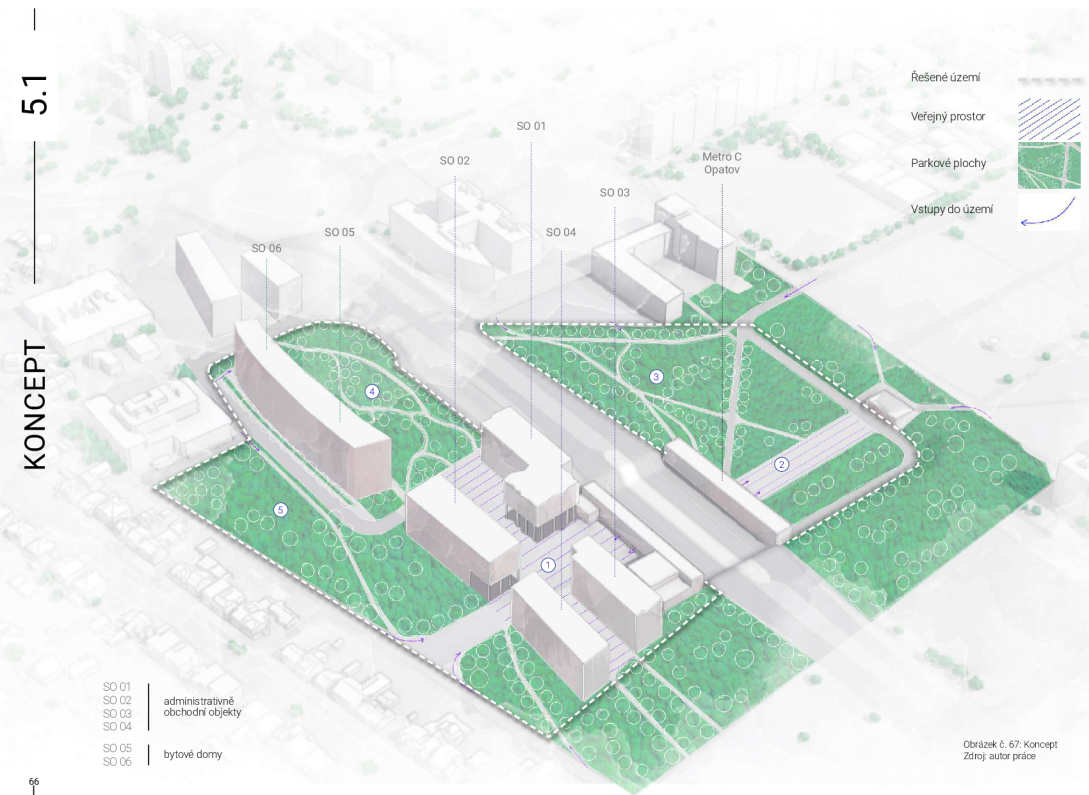 5.1
KONCEPT
SO 01
SO 02
Metro C
Opatov
SO 03
SO 04
SO 05
SO 06
Řešené území
Veřejný prostor
Parkové plochy
Vstupy do území
4
3
2
5
1
SO 01
SO 02
SO 03
SO 04
administrativně
obchodní objekty
SO 05
SO 06
bytové domy
Obrázek č. 67: Koncept
Zdroj: autor práce
66